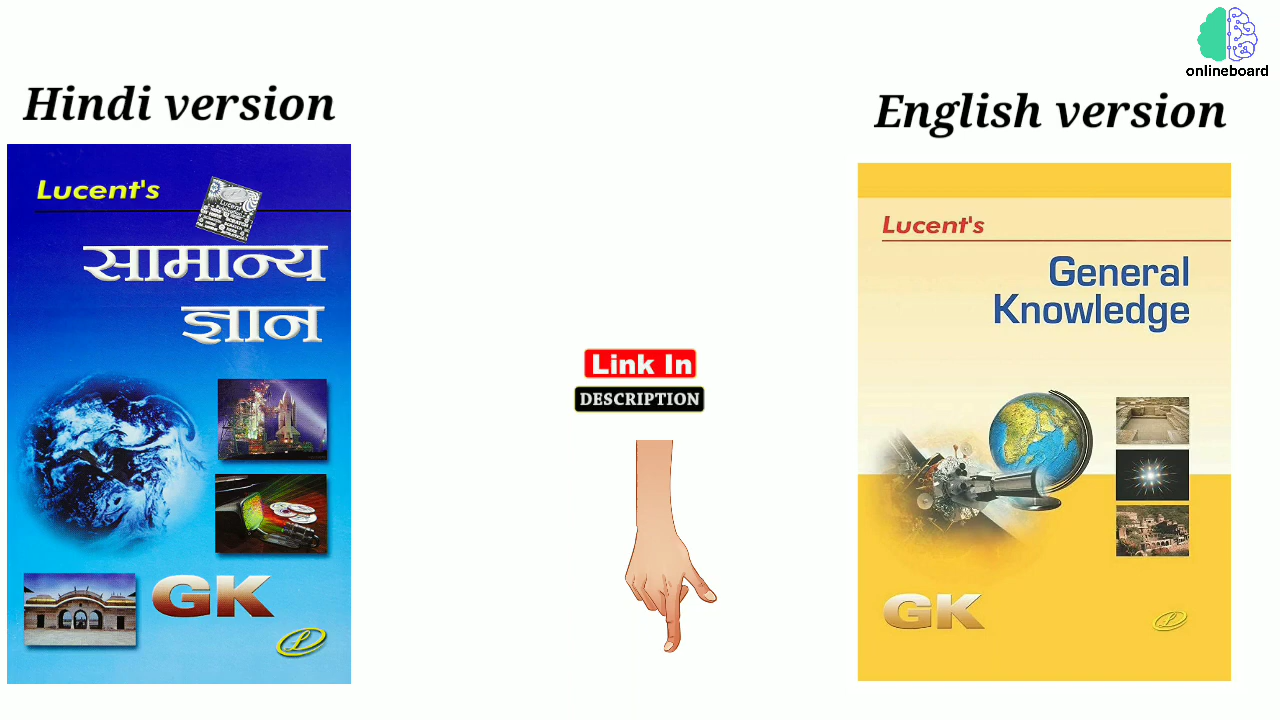 onlineboard
Hindi version
English version
Lucent's
सामान्य
ज्ञान
GK
Link In
DESCRIPTION
Lucent's
General
Knowledge
GK